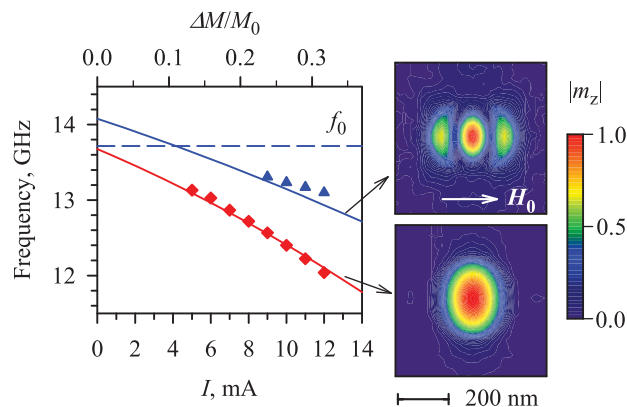 ΔM/M₀
0.0 0.1 0.2 0.3
|m_z|
14
13
12
Frequency, GHz
f₀
H₀
1.0
0.5
0.0
0 2 4 6 8 10 12 14
I, mA
200 nm